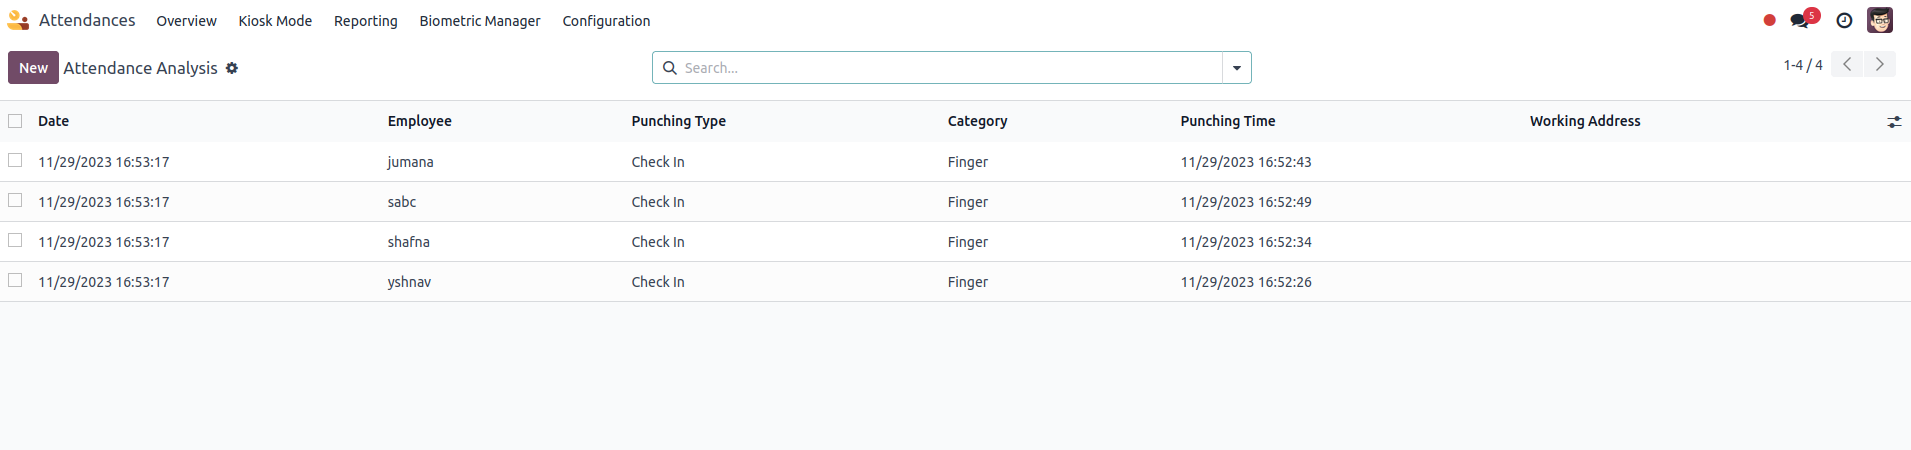 Attendances Overview Kiosk Mode Reporting Biometric Manager Configuration 5
New Attendance Analysis Search... 1-4 / 4
Date Employee Punching Type Category Punching Time Working Address
11/29/2023 16:53:17 jumana Check In Finger 11/29/2023 16:52:43
11/29/2023 16:53:17 sabc Check In Finger 11/29/2023 16:52:49
11/29/2023 16:53:17 shafna Check In Finger 11/29/2023 16:52:34
11/29/2023 16:53:17 yshnav Check In Finger 11/29/2023 16:52:26